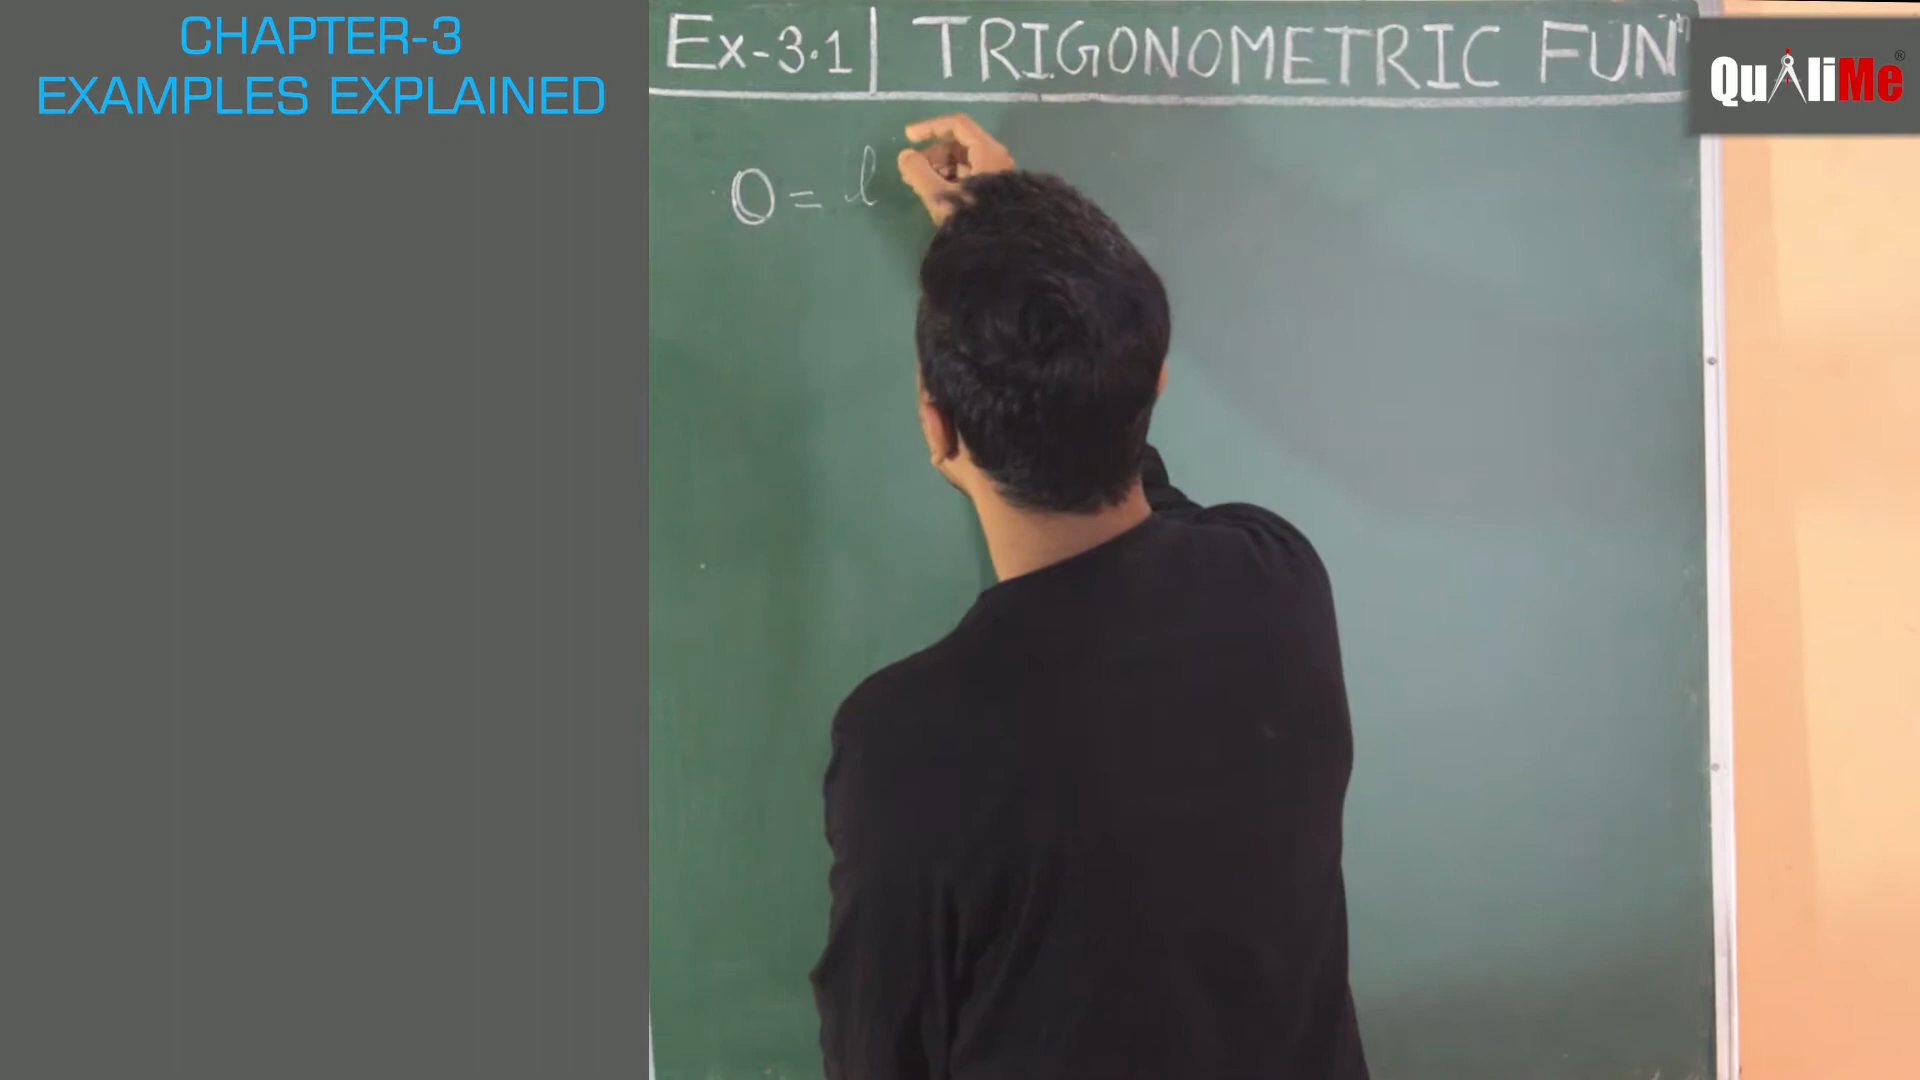 CHAPTER-3
EXAMPLES EXPLAINED
Ex-3.1 | TRIGONOMETRIC FUNⁿ
QualiMe®
O = l